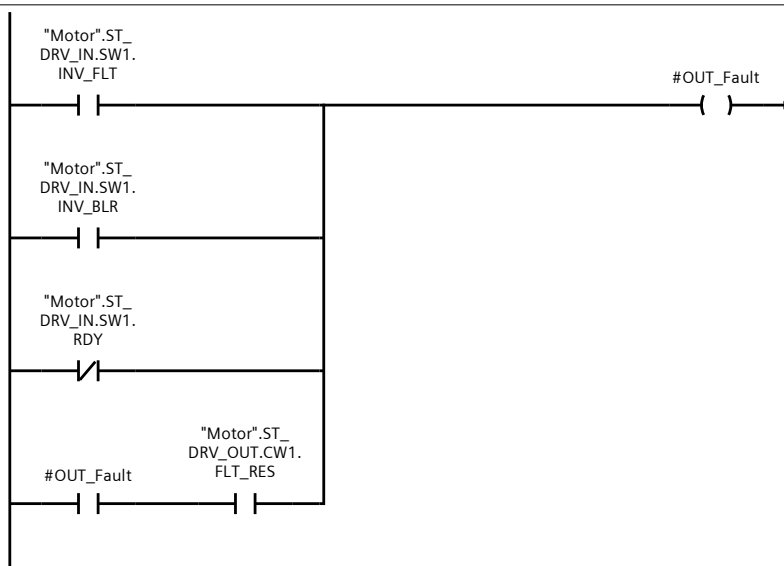 "Motor".ST_
DRV_IN.SW1.
INV_FLT
#OUT_Fault
"Motor".ST_
DRV_IN.SW1.
INV_BLR
"Motor".ST_
DRV_IN.SW1.
RDY
"Motor".ST_
DRV_OUT.CW1.
FLT_RES
#OUT_Fault